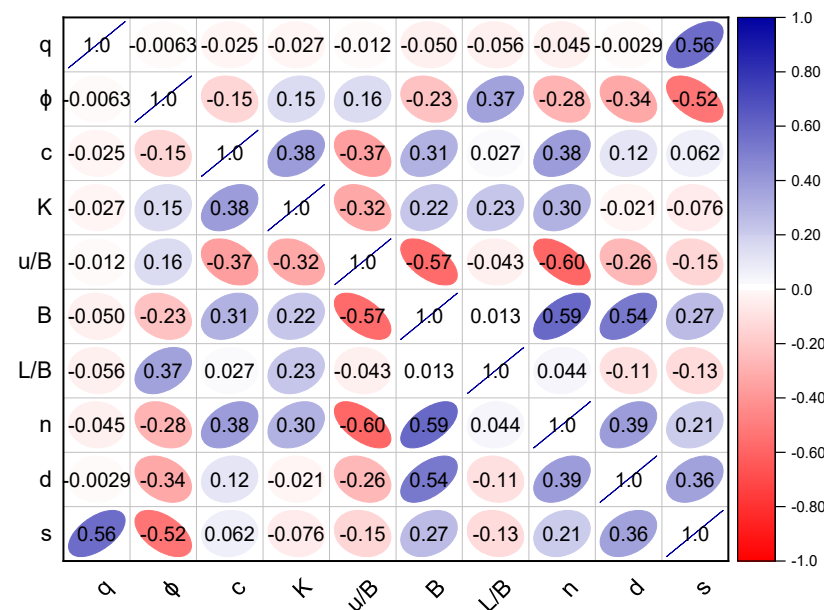 q 1.0 -0.0063 -0.025 -0.027 -0.012 -0.050 -0.056 -0.045 -0.0029 0.56
ϕ -0.0063 1.0 -0.15 0.15 0.16 -0.23 0.37 -0.28 -0.34 -0.52
c -0.025 -0.15 1.0 0.38 -0.37 0.31 0.027 0.38 0.12 0.062
K -0.027 0.15 0.38 1.0 -0.32 0.22 0.23 0.30 -0.021 -0.076
u/B -0.012 0.16 -0.37 -0.32 1.0 -0.57 -0.043 -0.60 -0.26 -0.15
B -0.050 -0.23 0.31 0.22 -0.57 1.0 0.013 0.59 0.54 0.27
L/B -0.056 0.37 0.027 0.23 -0.043 0.013 1.0 0.044 -0.11 -0.13
n -0.045 -0.28 0.38 0.30 -0.60 0.59 0.044 1.0 0.39 0.21
d -0.0029 -0.34 0.12 -0.021 -0.26 0.54 -0.11 0.39 1.0 0.36
s 0.56 -0.52 0.062 -0.076 -0.15 0.27 -0.13 0.21 0.36 1.0
q ϕ c K u/B B L/B n d s
1.0
0.80
0.60
0.40
0.20
0.0
-0.20
-0.40
-0.60
-0.80
-1.0